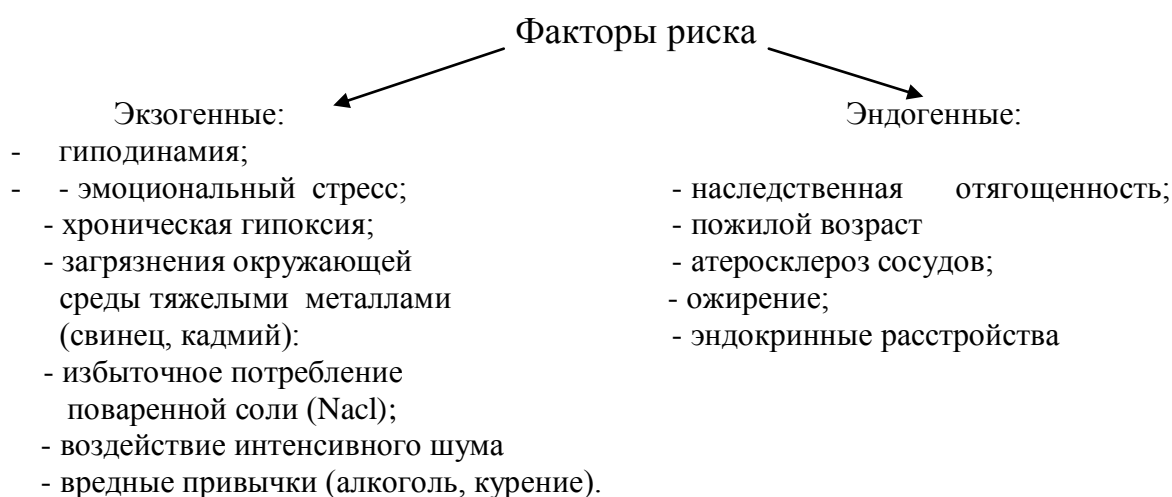 Факторы риска
Экзогенные:
- гиподинамия;
- - эмоциональный стресс;
- хроническая гипоксия;
- загрязнения окружающей
среды тяжелыми металлами
(свинец, кадмий):
- избыточное потребление
поваренной соли (Nacl);
- воздействие интенсивного шума
- вредные привычки (алкоголь, курение).
Эндогенные:
- наследственная отягощенность;
- пожилой возраст
- атеросклероз сосудов;
- ожирение;
- эндокринные расстройства